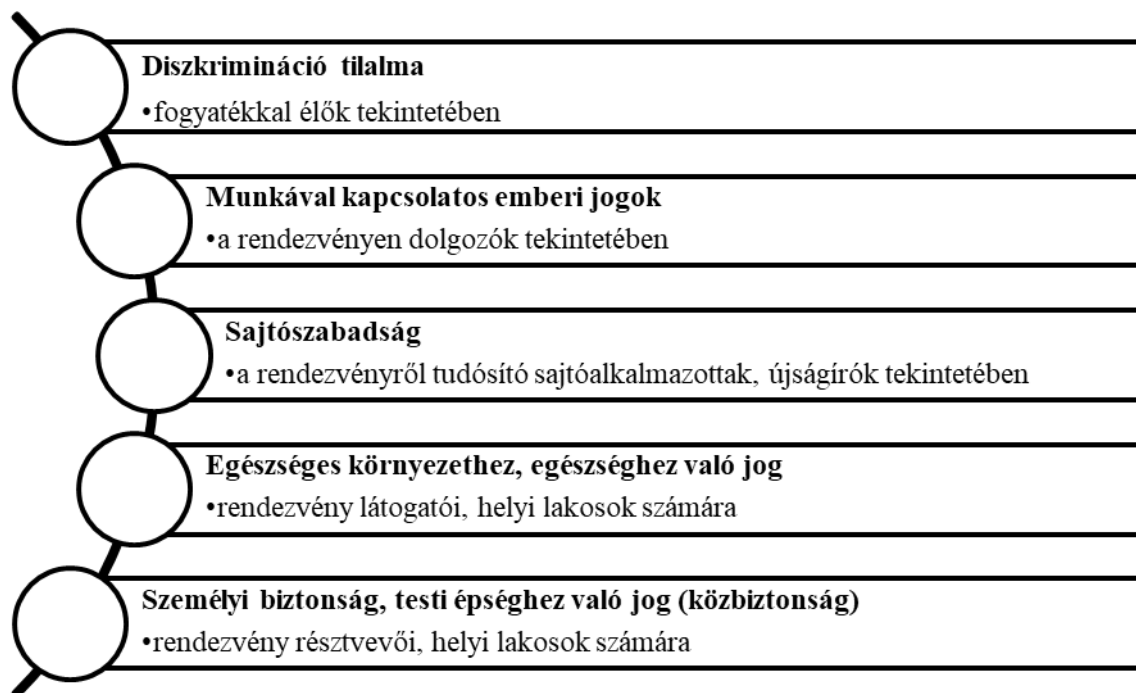 Diszkrimináció tilalma
•fogyatékkal élők tekintetében
Munkával kapcsolatos emberi jogok
•a rendezvényen dolgozók tekintetében
Sajtószabadság
•a rendezvényről tudósító sajtóalkalmazottak, újságírók tekintetében
Egészséges környezethez, egészséghez való jog
•rendezvény látogatói, helyi lakosok számára
Személyi biztonság, testi épséghez való jog (közbiztonság)
•rendezvény résztvevői, helyi lakosok számára